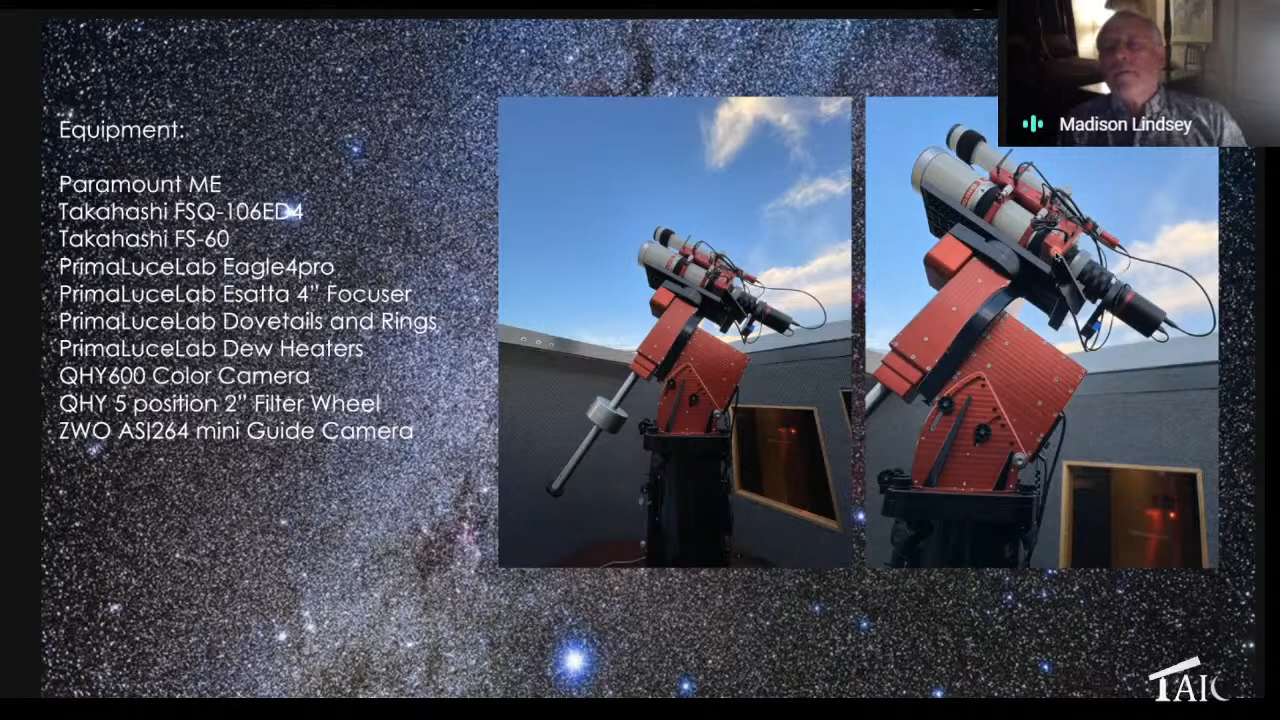 Equipment:
Paramount ME
Takahashi FSQ-106ED4
Takahashi FS-60
PrimaLuceLab Eagle4pro
PrimaLuceLab Esatta 4” Focuser
PrimaLuceLab Dovetails and Rings
PrimaLuceLab Dew Heaters
QHY600 Color Camera
QHY 5 position 2” Filter Wheel
ZWO ASI264 mini Guide Camera
Madison Lindsey
TAIC